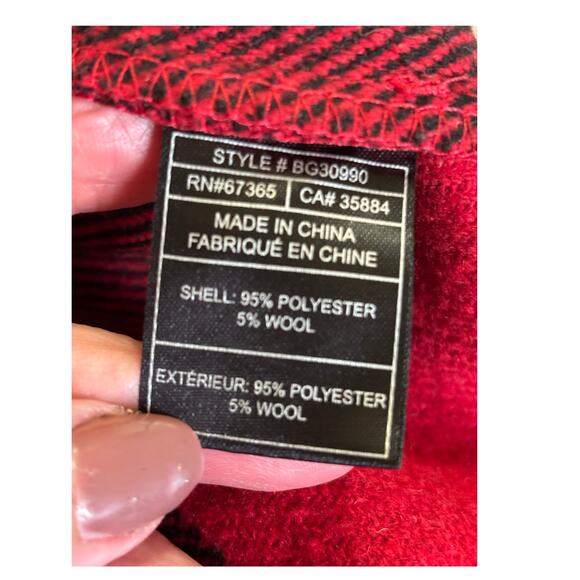 STYLE # BG30990
RN#67365 CA# 35884
MADE IN CHINA
FABRIQUÉ EN CHINE
SHELL: 95% POLYESTER
5% WOOL
EXTÉRIEUR: 95% POLYESTER
5% WOOL